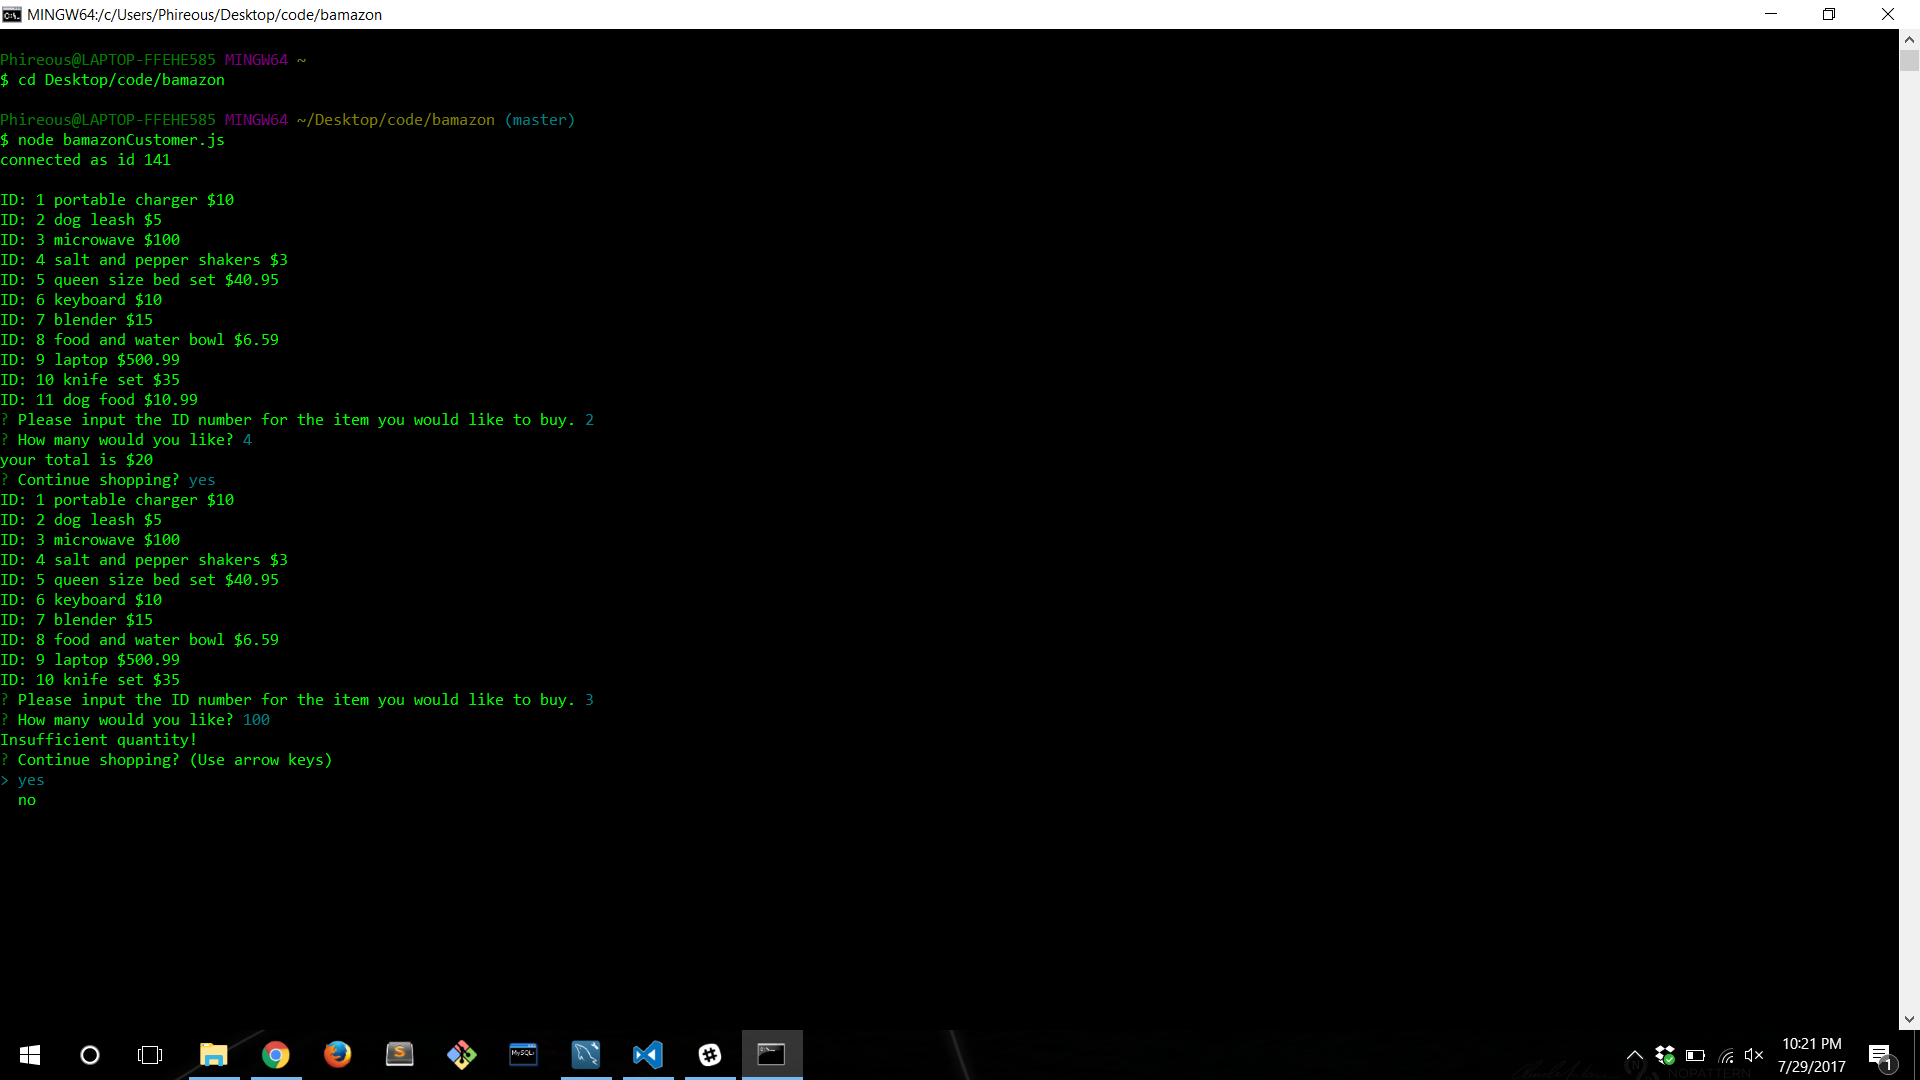 MINGW64:/c/Users/Phireous/Desktop/code/bamazon
Phireous@LAPTOP-FFEHE585 MINGW64 ~
$ cd Desktop/code/bamazon
Phireous@LAPTOP-FFEHE585 MINGW64 ~/Desktop/code/bamazon (master)
$ node bamazonCustomer.js
connected as id 141
ID: 1 portable charger $10
ID: 2 dog leash $5
ID: 3 microwave $100
ID: 4 salt and pepper shakers $3
ID: 5 queen size bed set $40.95
ID: 6 keyboard $10
ID: 7 blender $15
ID: 8 food and water bowl $6.59
ID: 9 laptop $500.99
ID: 10 knife set $35
ID: 11 dog food $10.99
? Please input the ID number for the item you would like to buy. 2
? How many would you like? 4
your total is $20
? Continue shopping? yes
ID: 1 portable charger $10
ID: 2 dog leash $5
ID: 3 microwave $100
ID: 4 salt and pepper shakers $3
ID: 5 queen size bed set $40.95
ID: 6 keyboard $10
ID: 7 blender $15
ID: 8 food and water bowl $6.59
ID: 9 laptop $500.99
ID: 10 knife set $35
? Please input the ID number for the item you would like to buy. 3
? How many would you like? 100
Insufficient quantity!
? Continue shopping? (Use arrow keys)
> yes
no
MySQL
NOPATTERN
10:21 PM
7/29/2017
1